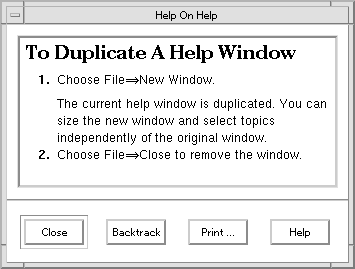 Help On Help
To Duplicate A Help Window
1. Choose File⇒New Window.
The current help window is duplicated. You can
size the new window and select topics
independently of the original window.
2. Choose File⇒Close to remove the window.
Close Backtrack Print ... Help